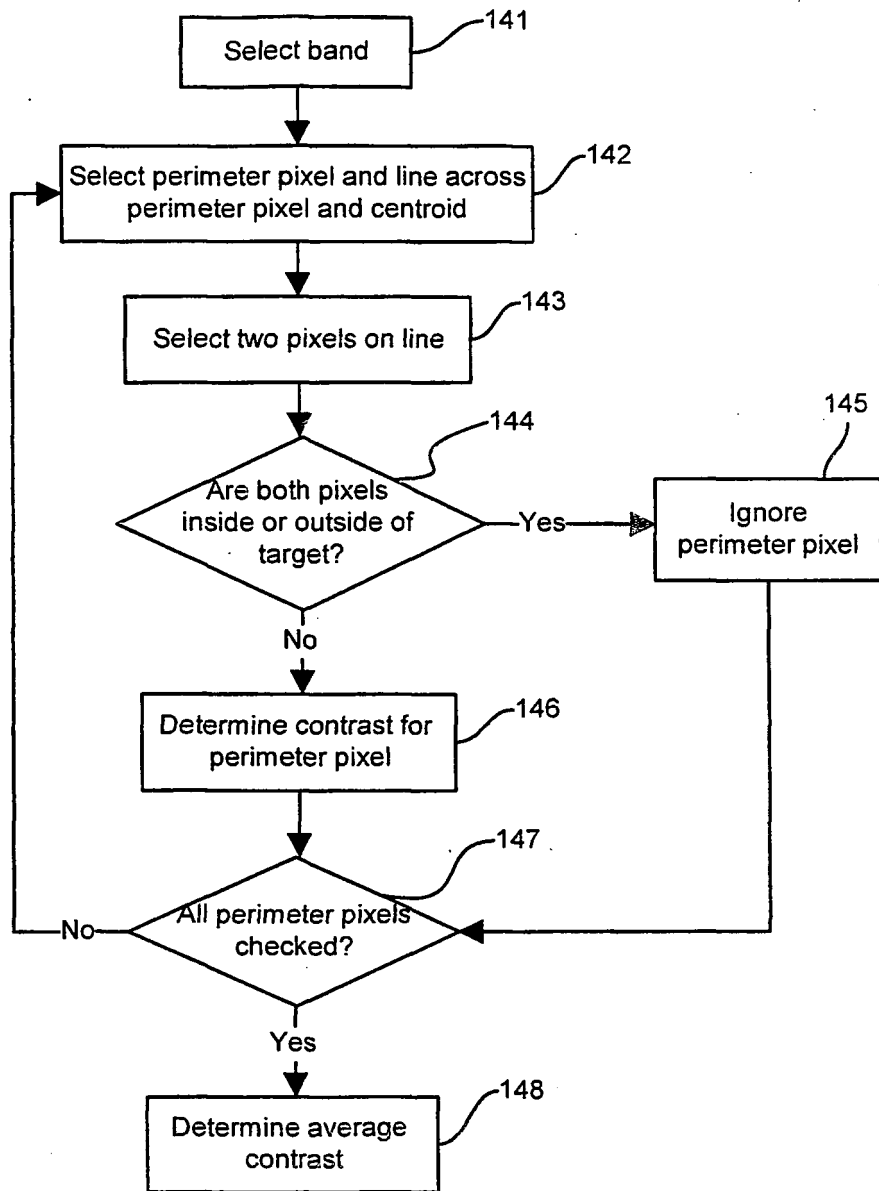 141
Select band
142
Select perimeter pixel and line across
perimeter pixel and centroid
143
Select two pixels on line
144
Are both pixels
inside or outside of
target?
Yes
145
Ignore
perimeter pixel
No
146
Determine contrast for
perimeter pixel
147
All perimeter pixels
checked?
No
Yes
148
Determine average
contrast